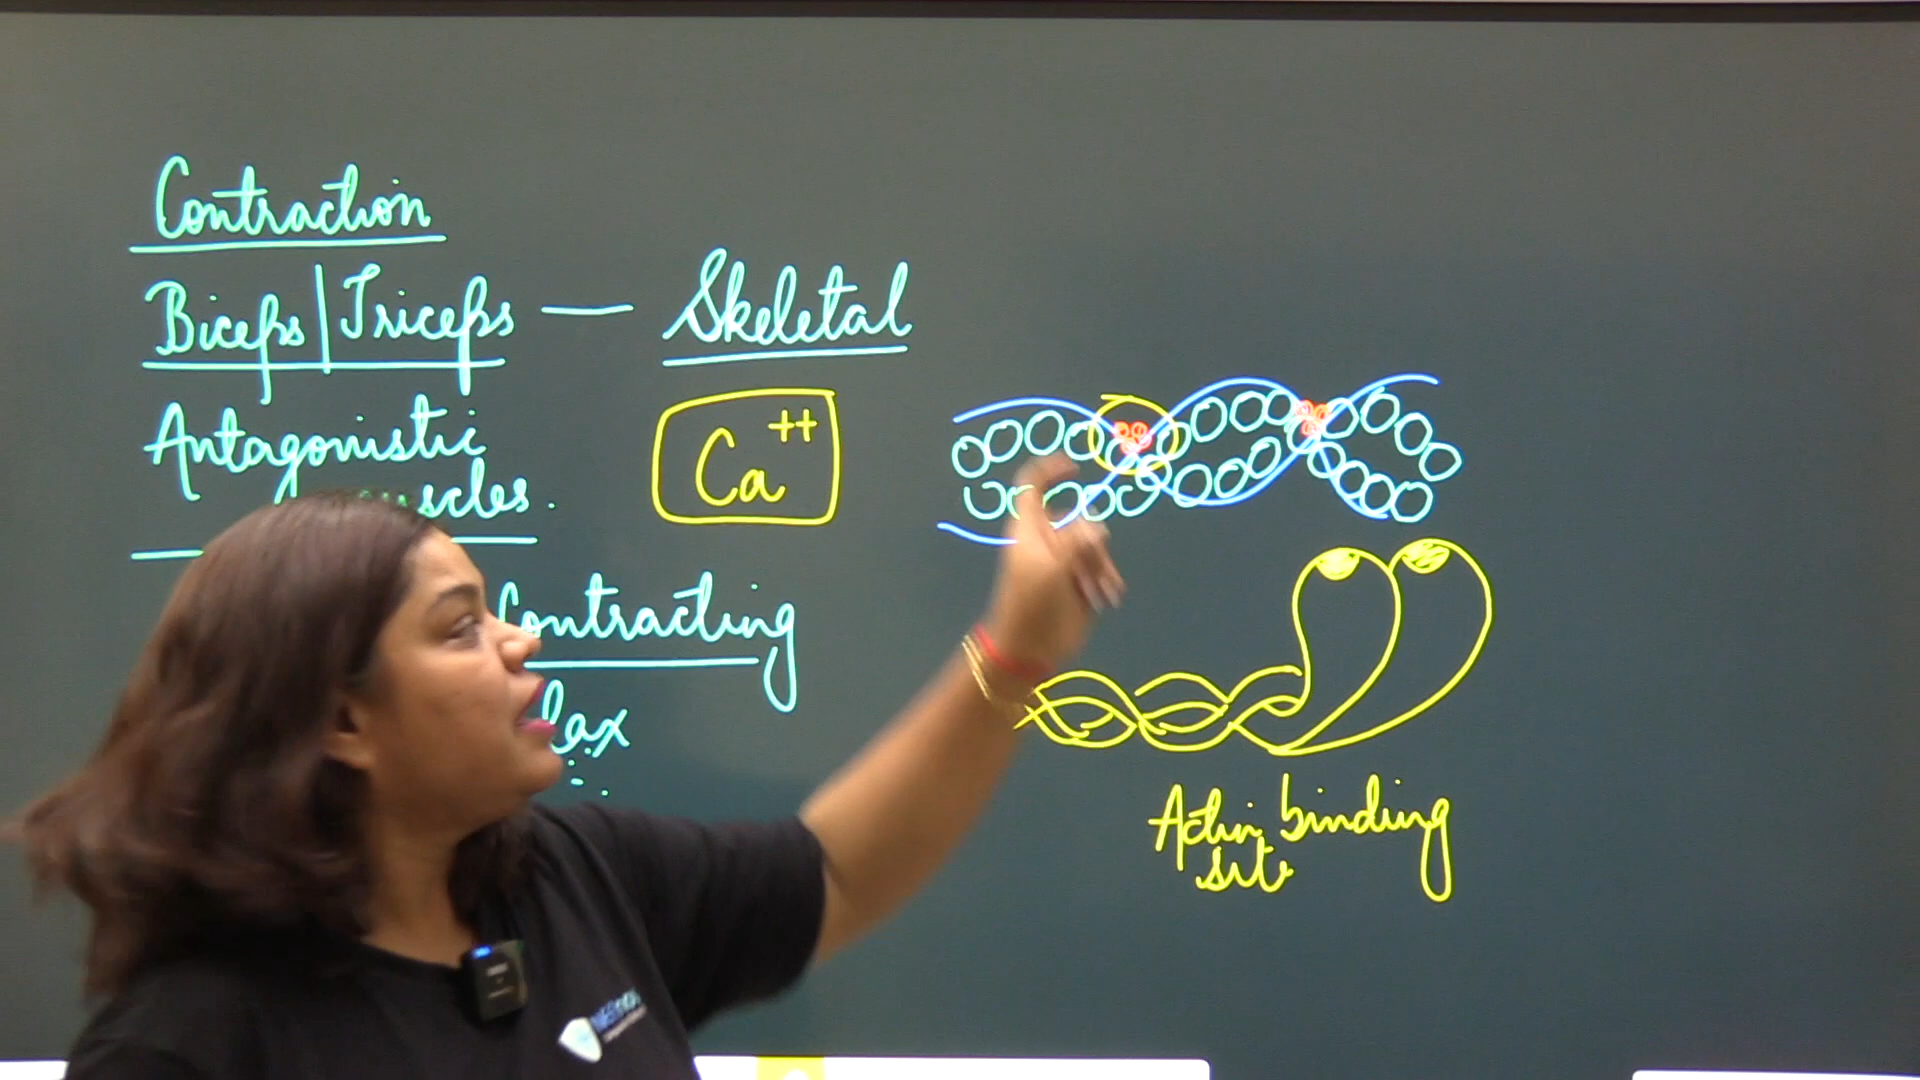 Contraction
Biceps | Triceps — Skeletal
Antagonistic
scles.
Ca++
Contracting
lax
Actin binding
site